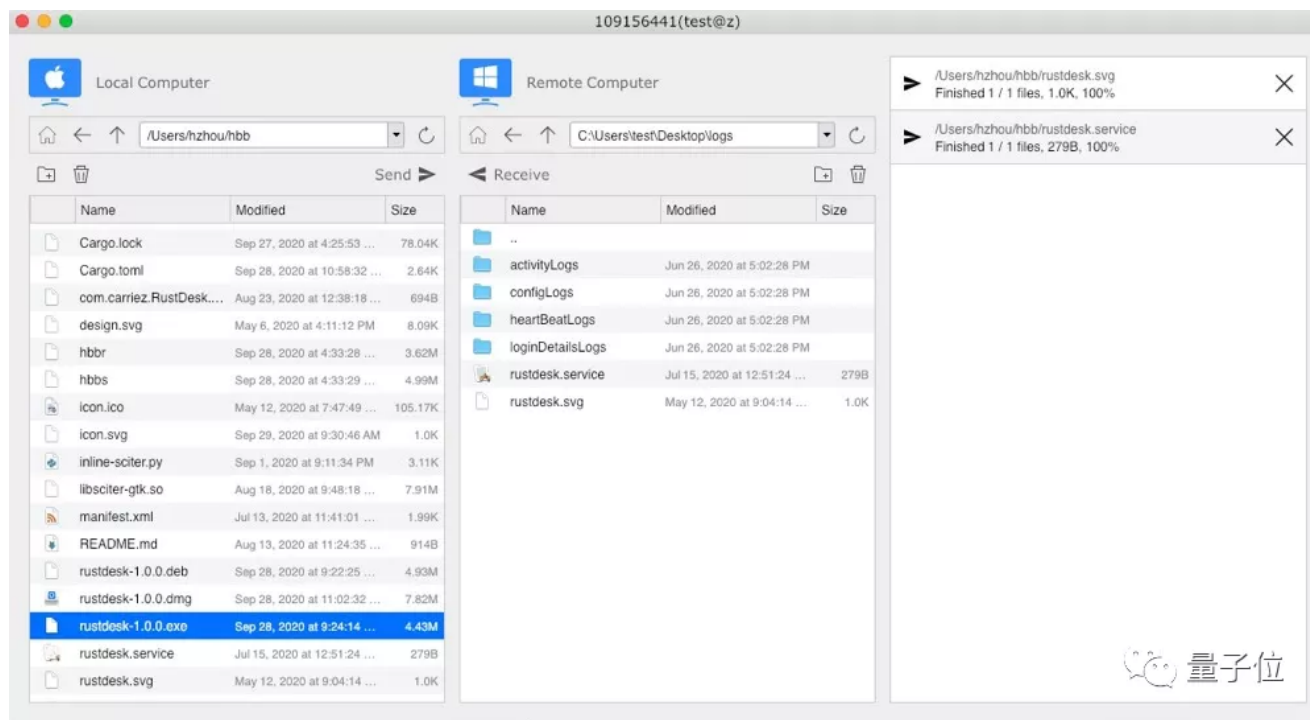 109156441(test@z)
Local Computer
/Users/hzhou/hbb
Send
Name Modified Size
Cargo.lock Sep 27, 2020 at 4:25:53 ... 78.04K
Cargo.toml Sep 28, 2020 at 10:58:32 ... 2.64K
com.carriez.RustDesk.... Aug 23, 2020 at 12:38:18 ... 694B
design.svg May 6, 2020 at 4:11:12 PM 8.09K
hbbr Sep 28, 2020 at 4:33:28 ... 3.62M
hbbs Sep 28, 2020 at 4:33:29 ... 4.99M
icon.ico May 12, 2020 at 7:47:49 ... 105.17K
icon.svg Sep 29, 2020 at 9:30:46 AM 1.0K
inline-sciter.py Sep 1, 2020 at 9:11:34 PM 3.11K
libsciter-gtk.so Aug 18, 2020 at 9:48:18 ... 7.91M
manifest.xml Jul 13, 2020 at 11:41:01 ... 1.99K
README.md Aug 13, 2020 at 11:24:35 ... 914B
rustdesk-1.0.0.deb Sep 28, 2020 at 9:22:25 ... 4.93M
rustdesk-1.0.0.dmg Sep 28, 2020 at 11:02:32 ... 7.82M
rustdesk-1.0.0.exe Sep 28, 2020 at 9:24:14 ... 4.43M
rustdesk.service Jul 15, 2020 at 12:51:24 ... 279B
rustdesk.svg May 12, 2020 at 9:04:14 ... 1.0K
Remote Computer
C:\Users\test\Desktop\logs
Receive
Name Modified Size
..
activityLogs Jun 26, 2020 at 5:02:28 PM
configLogs Jun 26, 2020 at 5:02:28 PM
heartBeatLogs Jun 26, 2020 at 5:02:28 PM
loginDetailsLogs Jun 26, 2020 at 5:02:28 PM
rustdesk.service Jul 15, 2020 at 12:51:24 ... 279B
rustdesk.svg May 12, 2020 at 9:04:14 ... 1.0K
/Users/hzhou/hbb/rustdesk.svg
Finished 1 / 1 files, 1.0K, 100%
/Users/hzhou/hbb/rustdesk.service
Finished 1 / 1 files, 279B, 100%
量子位